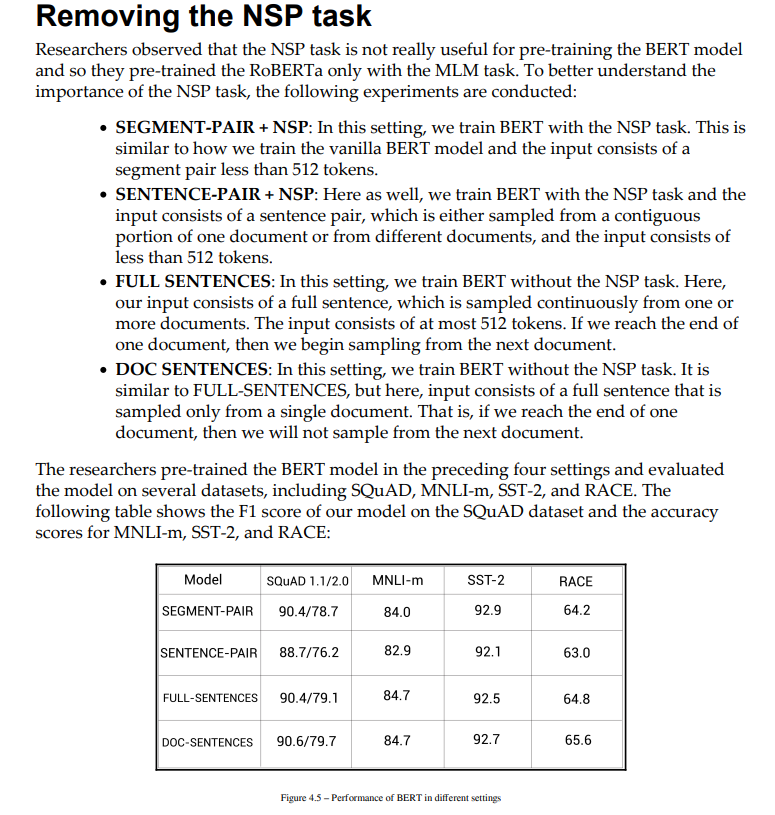 Removing the NSP task
Researchers observed that the NSP task is not really useful for pre-training the BERT model
and so they pre-trained the RoBERTa only with the MLM task. To better understand the
importance of the NSP task, the following experiments are conducted:
• SEGMENT-PAIR + NSP: In this setting, we train BERT with the NSP task. This is
similar to how we train the vanilla BERT model and the input consists of a
segment pair less than 512 tokens.
• SENTENCE-PAIR + NSP: Here as well, we train BERT with the NSP task and the
input consists of a sentence pair, which is either sampled from a contiguous
portion of one document or from different documents, and the input consists of
less than 512 tokens.
• FULL SENTENCES: In this setting, we train BERT without the NSP task. Here,
our input consists of a full sentence, which is sampled continuously from one or
more documents. The input consists of at most 512 tokens. If we reach the end of
one document, then we begin sampling from the next document.
• DOC SENTENCES: In this setting, we train BERT without the NSP task. It is
similar to FULL-SENTENCES, but here, input consists of a full sentence that is
sampled only from a single document. That is, if we reach the end of one
document, then we will not sample from the next document.
The researchers pre-trained the BERT model in the preceding four settings and evaluated
the model on several datasets, including SQuAD, MNLI-m, SST-2, and RACE. The
following table shows the F1 score of our model on the SQuAD dataset and the accuracy
scores for MNLI-m, SST-2, and RACE:
Model SQuAD 1.1/2.0 MNLI-m SST-2 RACE
SEGMENT-PAIR 90.4/78.7 84.0 92.9 64.2
SENTENCE-PAIR 88.7/76.2 82.9 92.1 63.0
FULL-SENTENCES 90.4/79.1 84.7 92.5 64.8
DOC-SENTENCES 90.6/79.7 84.7 92.7 65.6
Figure 4.5 – Performance of BERT in different settings